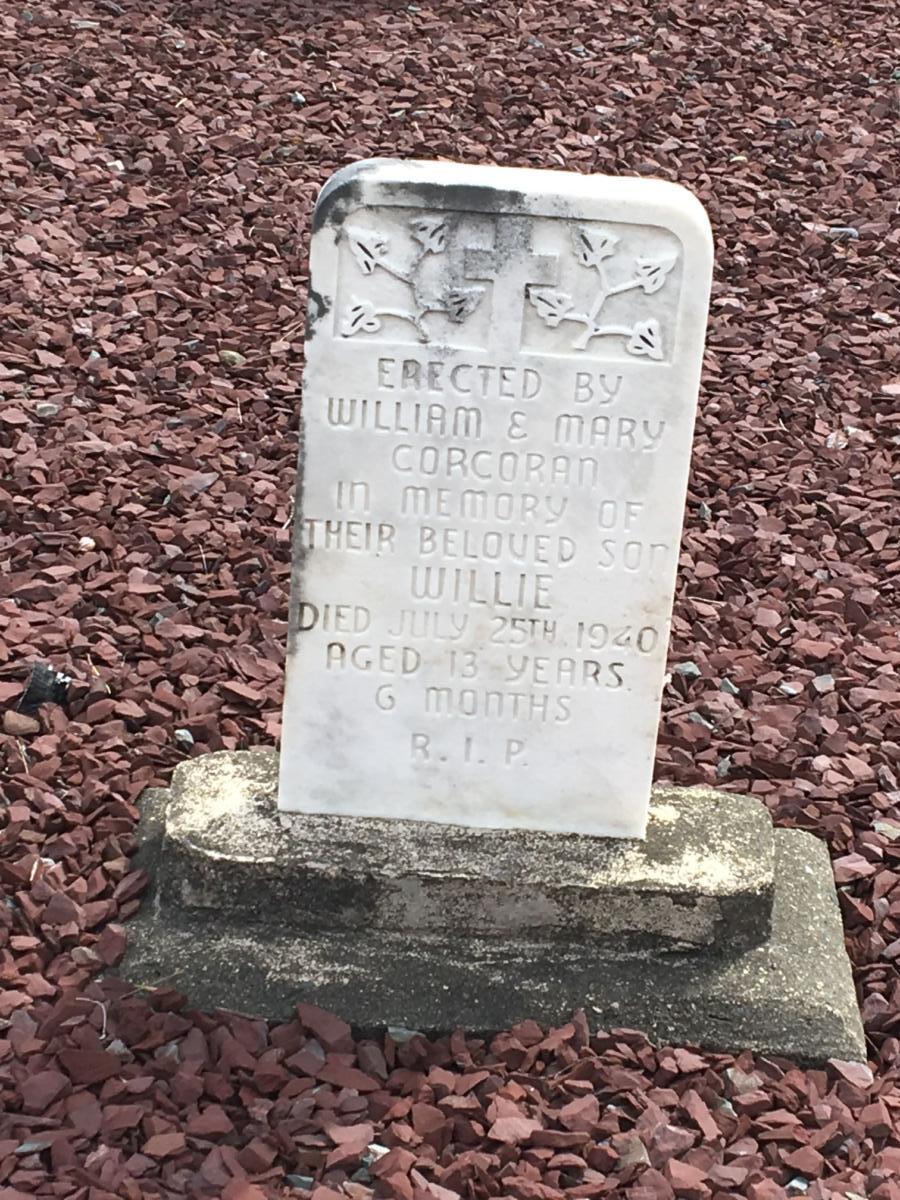 ERECTED BY
WILLIAM & MARY
CORCORAN
IN MEMORY OF
THEIR BELOVED SON
WILLIE
DIED JULY 25TH. 1940
AGED 13 YEARS.
6 MONTHS
R. I. P.